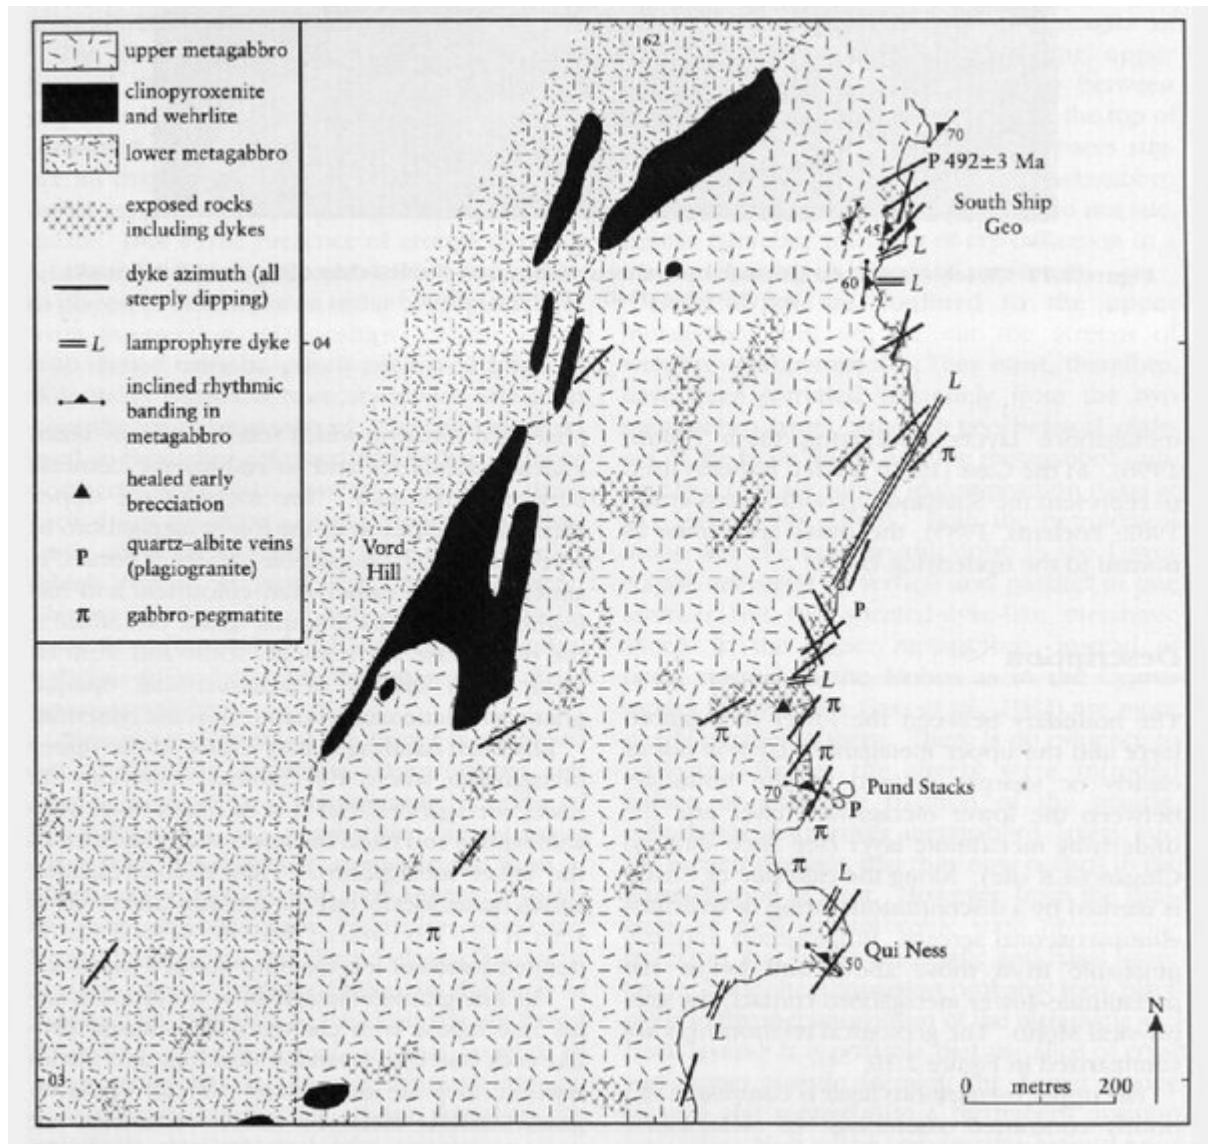 upper metagabbro
clinopyroxenite
and wehrlite
lower metagabbro
exposed rocks
including dykes
dyke azimuth (all
steeply dipping)
L
lamprophyre dyke
inclined rhythmic
banding in
metagabbro
healed early
brecciation
P
quartz–albite veins
(plagiogranite)
π
gabbro-pegmatite
62
70
P 492±3 Ma
South Ship
Geo
45
L
60
L
04
L
π
Vord
Hill
P
L
π
π
π
70
Pund Stacks
P
π
π
π
Qui Ness
50
L
N
03
0 metres 200